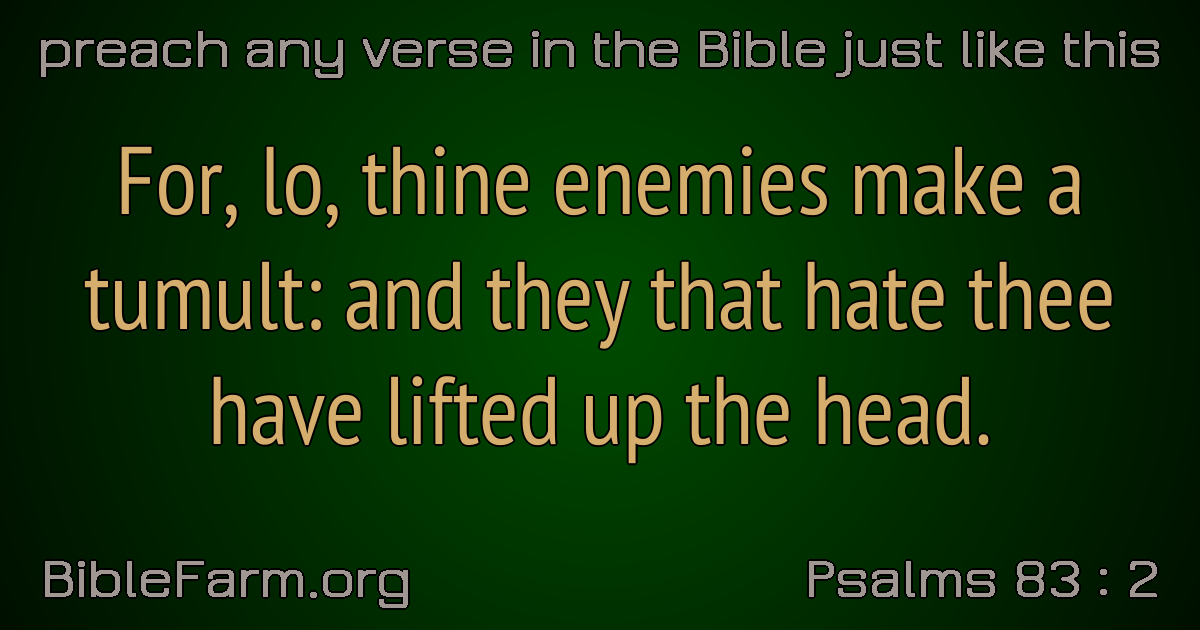 preach any verse in the Bible just like this
For, lo, thine enemies make a
tumult: and they that hate thee
have lifted up the head.
BibleFarm.org
Psalms 83 : 2